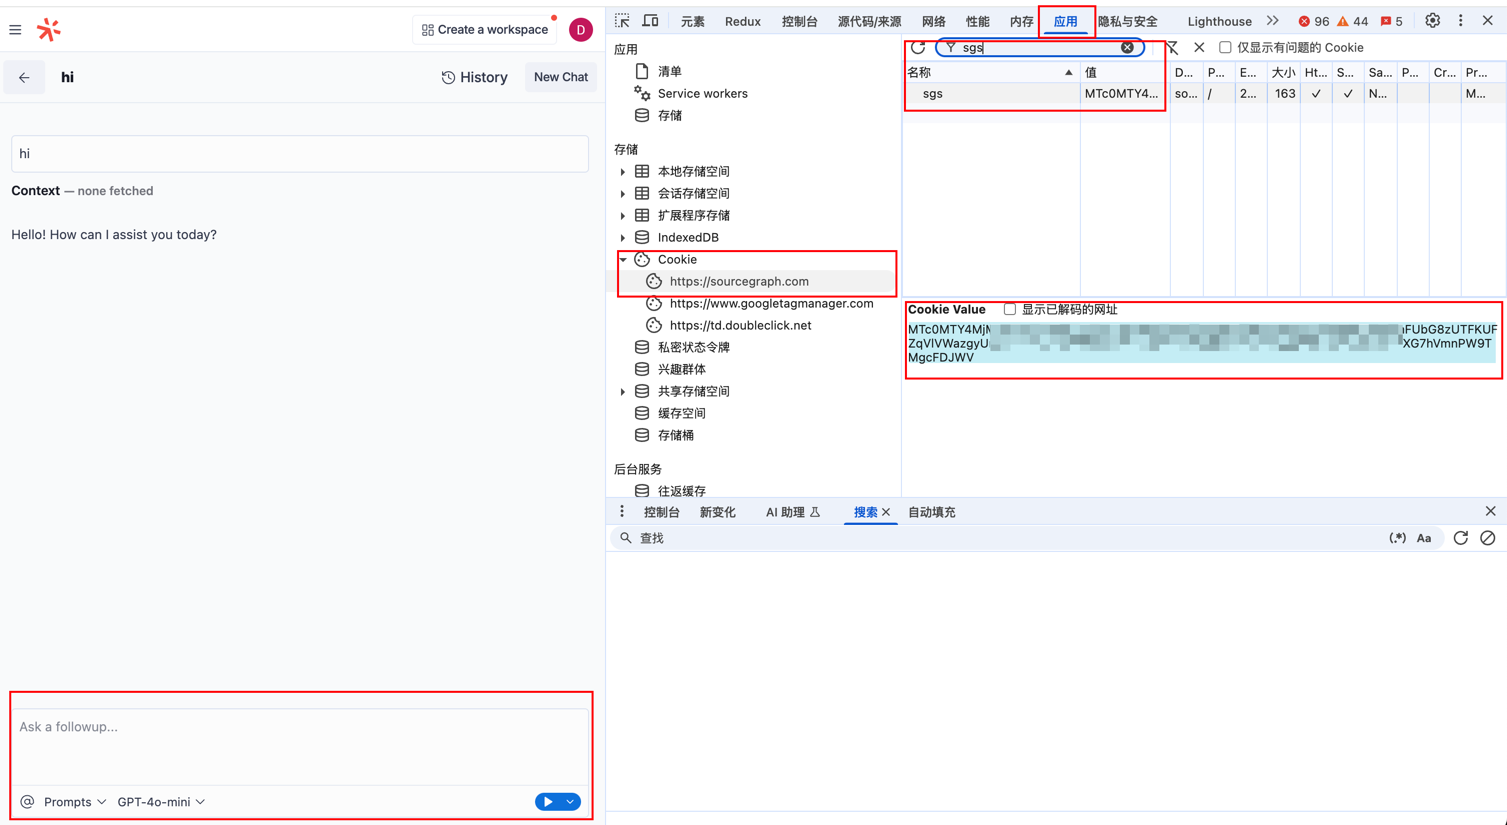 Create a workspace
D
hi
History
New Chat
hi
Context — none fetched
Hello! How can I assist you today?
Ask a followup...
@ Prompts GPT-4o-mini
元素 Redux 控制台 源代码/来源 网络 性能 内存 应用 隐私与安全 Lighthouse 96 44 5
应用
清单
Service workers
存储
存储
本地存储空间
会话存储空间
扩展程序存储
IndexedDB
Cookie
https://sourcegraph.com
https://www.googletagmanager.com
https://td.doubleclick.net
私密状态令牌
兴趣群体
共享存储空间
缓存空间
存储桶
后台服务
往返缓存
sgs
仅显示有问题的 Cookie
名称 值 D... P... E... 大小 Ht... S... Sa... P... Cr... Pr...
sgs MTc0MTY4... so... / 2... 163 ✓ ✓ N... M...
Cookie Value 显示已解码的网址
MTc0MTY4Mj FUbG8zUTFKUF
ZqVlVWazgyU XG7hVmnPW9T
MgcFDJWV
控制台 新变化 AI 助理 搜索 自动填充
查找 (.*) Aa